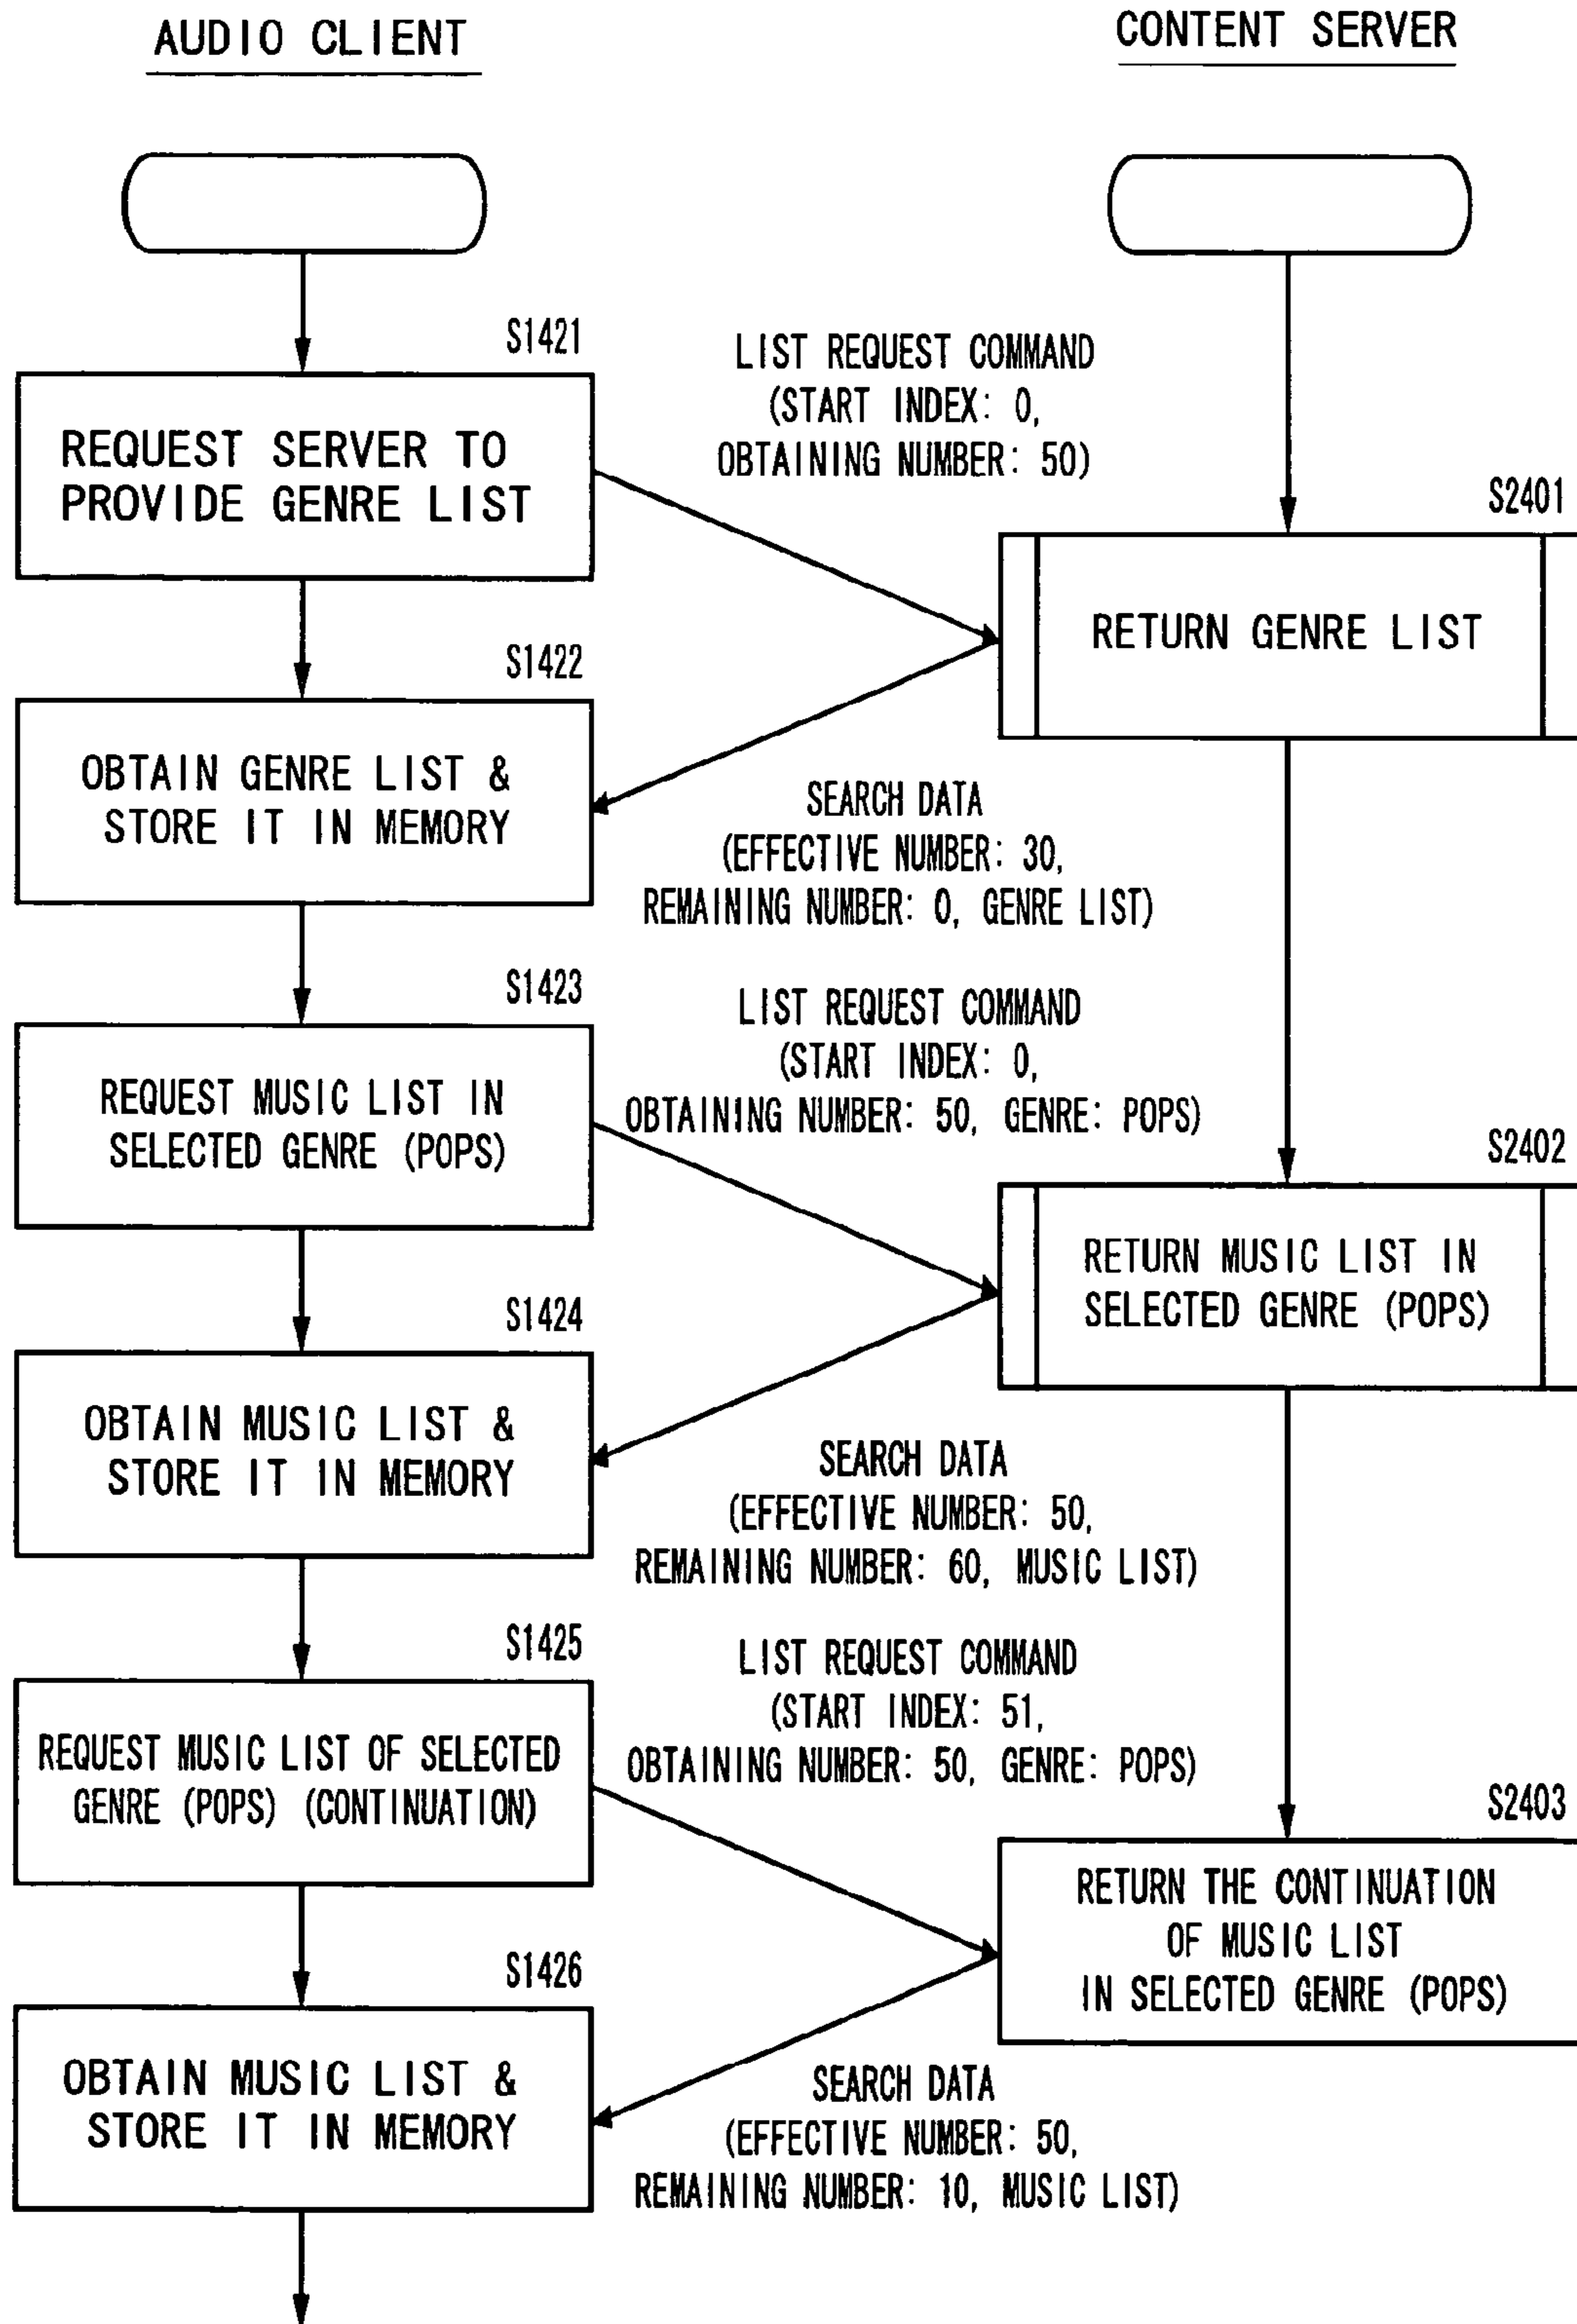 AUDIO CLIENT
CONTENT SERVER
S1421
REQUEST SERVER TO
PROVIDE GENRE LIST
LIST REQUEST COMMAND
(START INDEX: 0,
OBTAINING NUMBER: 50)
S2401
RETURN GENRE LIST
S1422
OBTAIN GENRE LIST &
STORE IT IN MEMORY
SEARCH DATA
(EFFECTIVE NUMBER: 30,
REMAINING NUMBER: 0, GENRE LIST)
S1423
REQUEST MUSIC LIST IN
SELECTED GENRE (POPS)
LIST REQUEST COMMAND
(START INDEX: 0,
OBTAINING NUMBER: 50, GENRE: POPS)
S2402
RETURN MUSIC LIST IN
SELECTED GENRE (POPS)
S1424
OBTAIN MUSIC LIST &
STORE IT IN MEMORY
SEARCH DATA
(EFFECTIVE NUMBER: 50,
REMAINING NUMBER: 60, MUSIC LIST)
S1425
REQUEST MUSIC LIST OF SELECTED
GENRE (POPS) (CONTINUATION)
LIST REQUEST COMMAND
(START INDEX: 51,
OBTAINING NUMBER: 50, GENRE: POPS)
S2403
RETURN THE CONTINUATION
OF MUSIC LIST
IN SELECTED GENRE (POPS)
S1426
OBTAIN MUSIC LIST &
STORE IT IN MEMORY
SEARCH DATA
(EFFECTIVE NUMBER: 50,
REMAINING NUMBER: 10, MUSIC LIST)